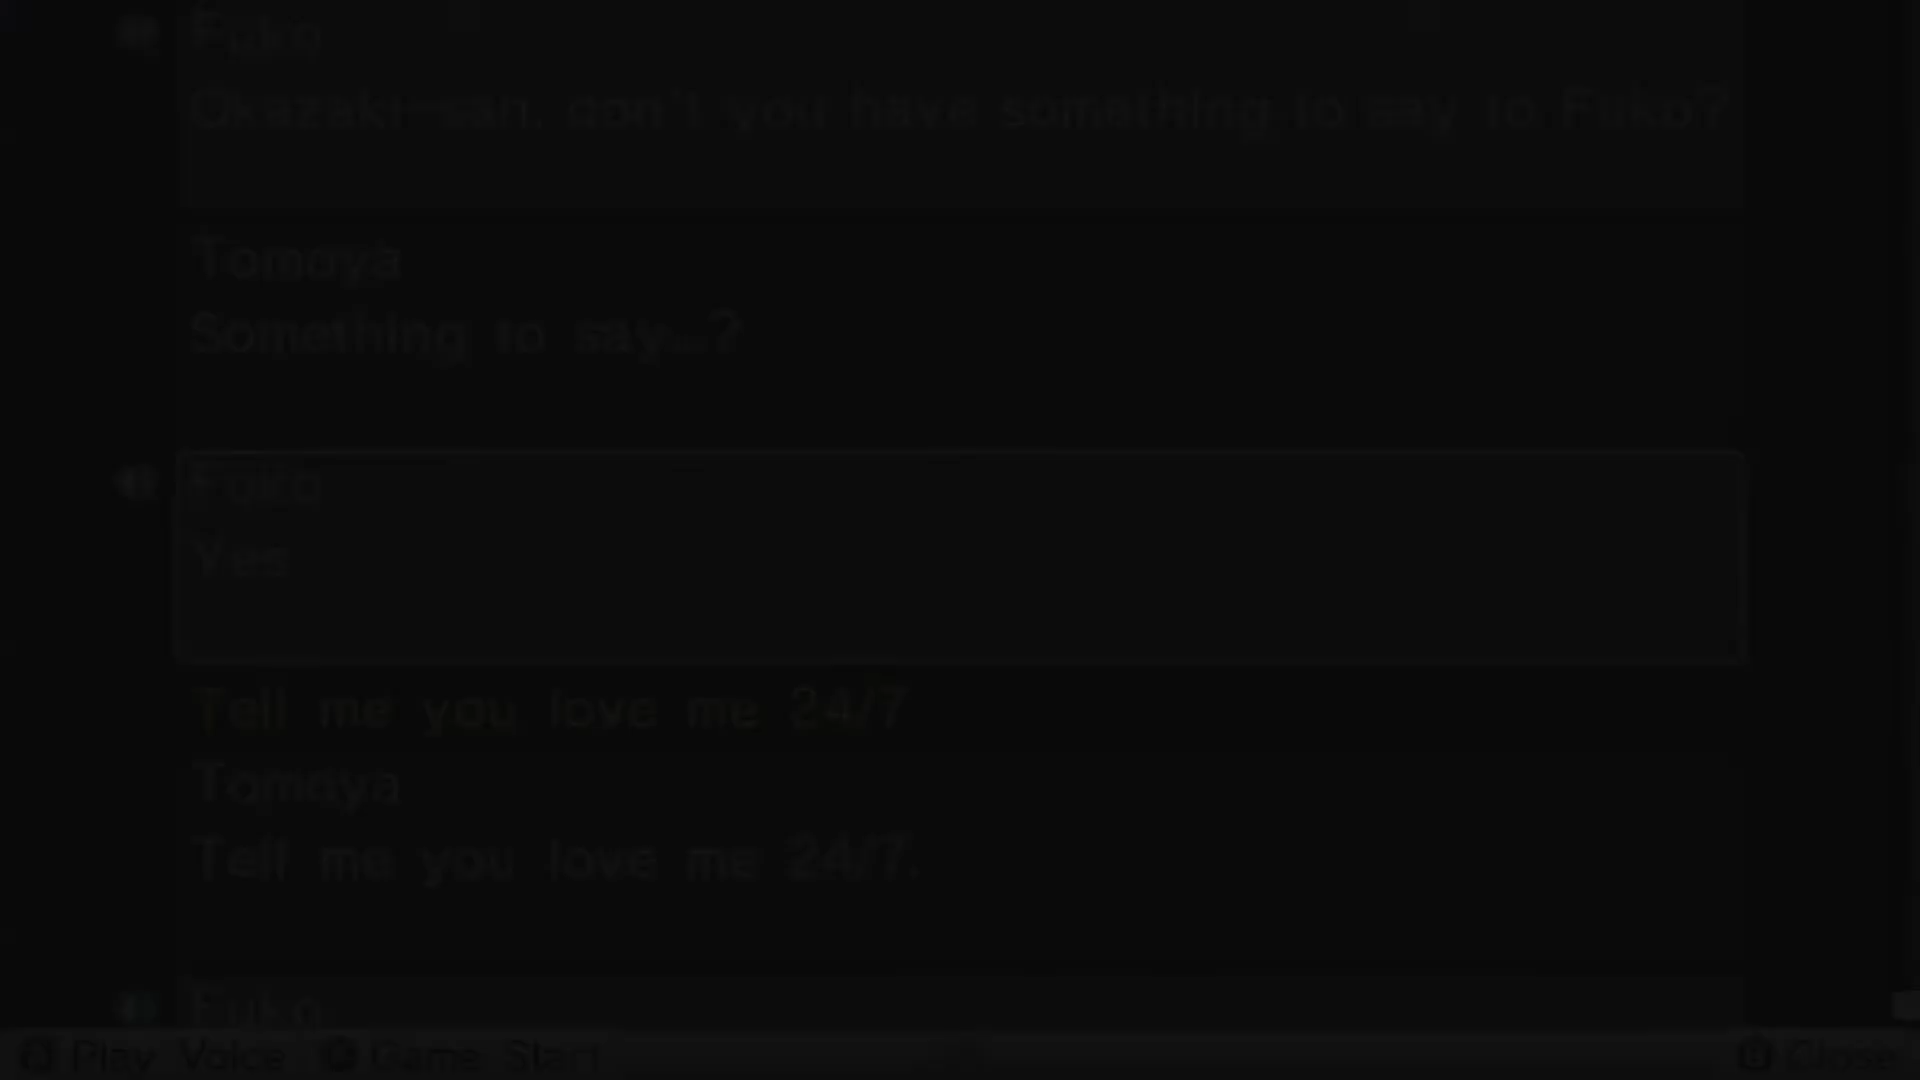 Fuko
Okazaki-san, don't you have something to say to Fuko?
Tomoya
Something to say...?
Fuko
Yes
Tell me you love me 24/7
Tomoya
Tell me you love me 24/7.
Fuko
Play Voice Game Start Close